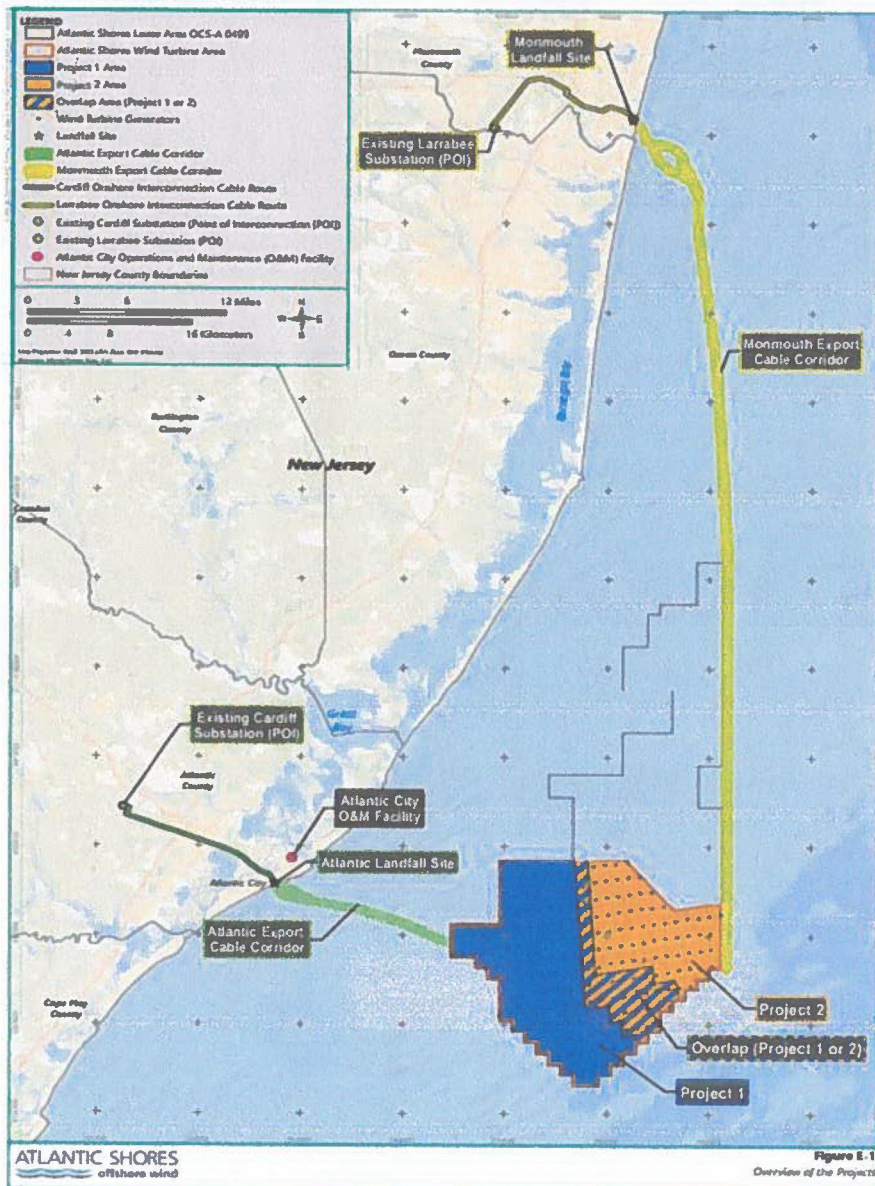 LEGEND
Atlantic Shores Lease Area OCS-A 0499
Atlantic Shores Wind Turbine Area
Project 1 Area
Project 2 Area
Overlap Area (Project 1 or 2)
Wind Turbine Generators
Landfall Site
Atlantic Export Cable Corridor
Monmouth Export Cable Corridor
Cardiff Onshore Interconnection Cable Route
Larrabee Onshore Interconnection Cable Route
Existing Cardiff Substation (Point of Interconnection (POI))
Existing Larrabee Substation (POI)
Atlantic City Operations and Maintenance (O&M) Facility
New Jersey County Boundaries
0 3 6 12 Miles
0 4 8 16 Kilometers
N
W E
S
Monmouth
County
Monmouth
Landfall Site
Existing Larrabee
Substation (POI)
Monmouth Export
Cable Corridor
Ocean County
Barnegat Bay
Burlington
County
New Jersey
Camden
County
Existing Cardiff
Substation (POI)
Great
Bay
Atlantic
County
Atlantic City
O&M Facility
Atlantic Landfall Site
Atlantic City
Atlantic Export
Cable Corridor
Cape May
County
Project 2
Overlap (Project 1 or 2)
Project 1
ATLANTIC SHORES
offshore wind
Figure E-1
Overview of the Projects